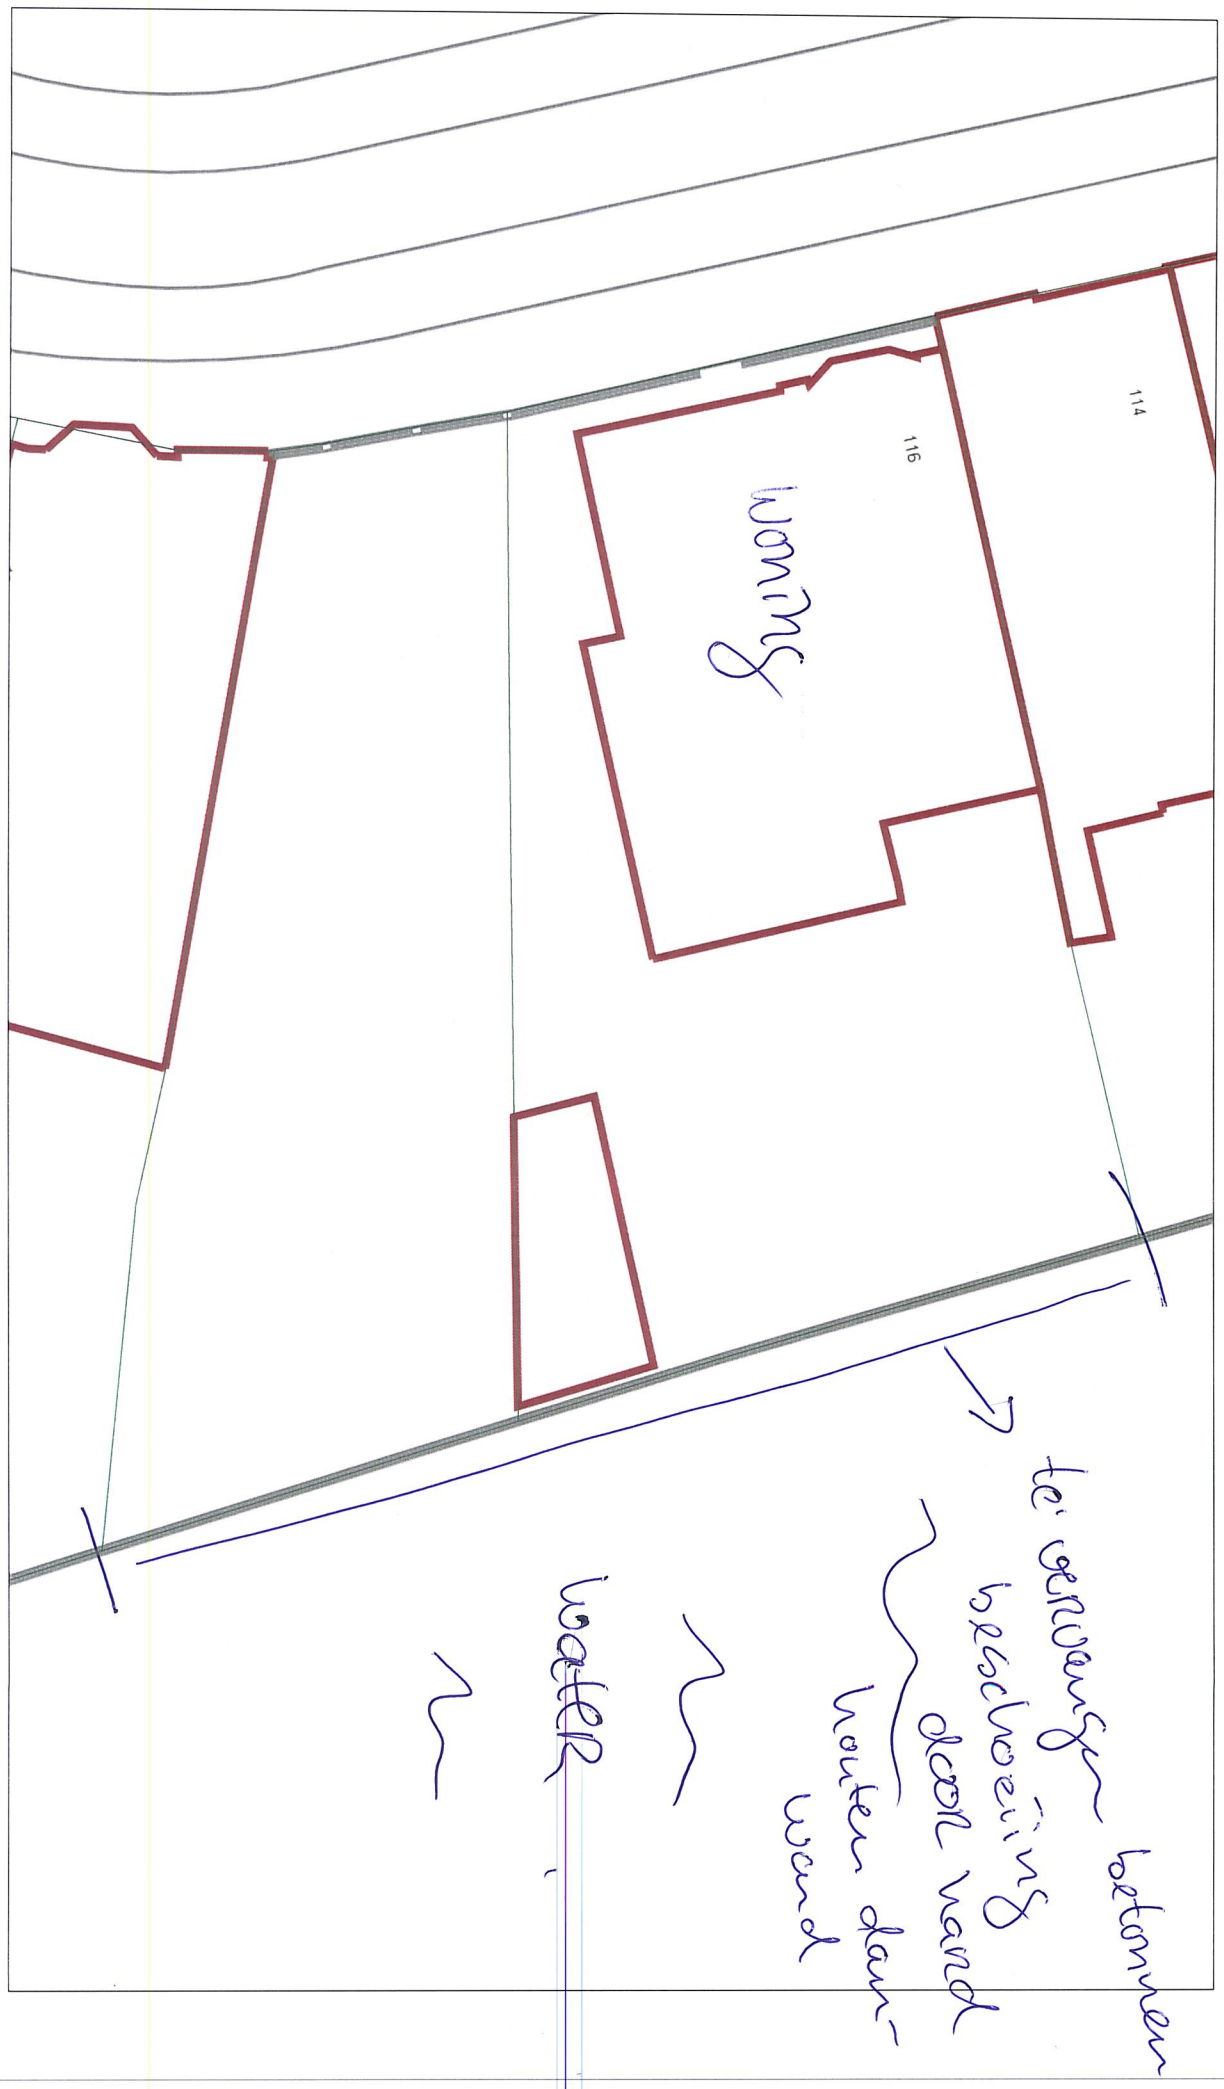 114
116
woning
te vervangen betonnen
beschoeiing
door hard
houten dam-
wand
water